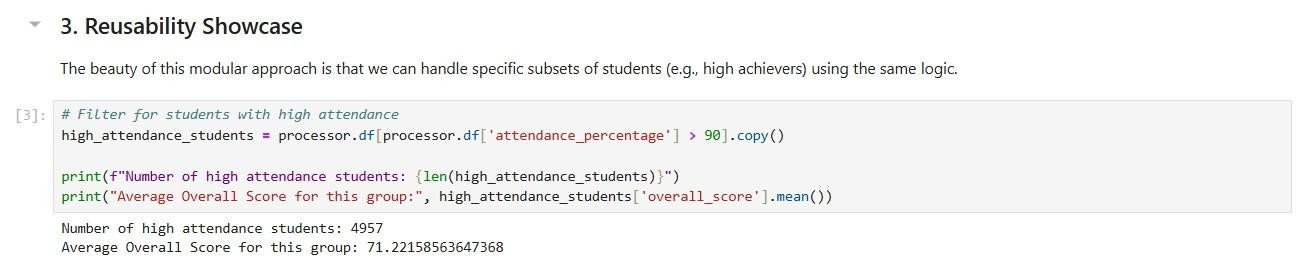 3. Reusability Showcase
The beauty of this modular approach is that we can handle specific subsets of students (e.g., high achievers) using the same logic.
[3]:
# Filter for students with high attendance
high_attendance_students = processor.df[processor.df['attendance_percentage'] > 90].copy()
print(f"Number of high attendance students: {len(high_attendance_students)}")
print("Average Overall Score for this group:", high_attendance_students['overall_score'].mean())
Number of high attendance students: 4957
Average Overall Score for this group: 71.22158563647368